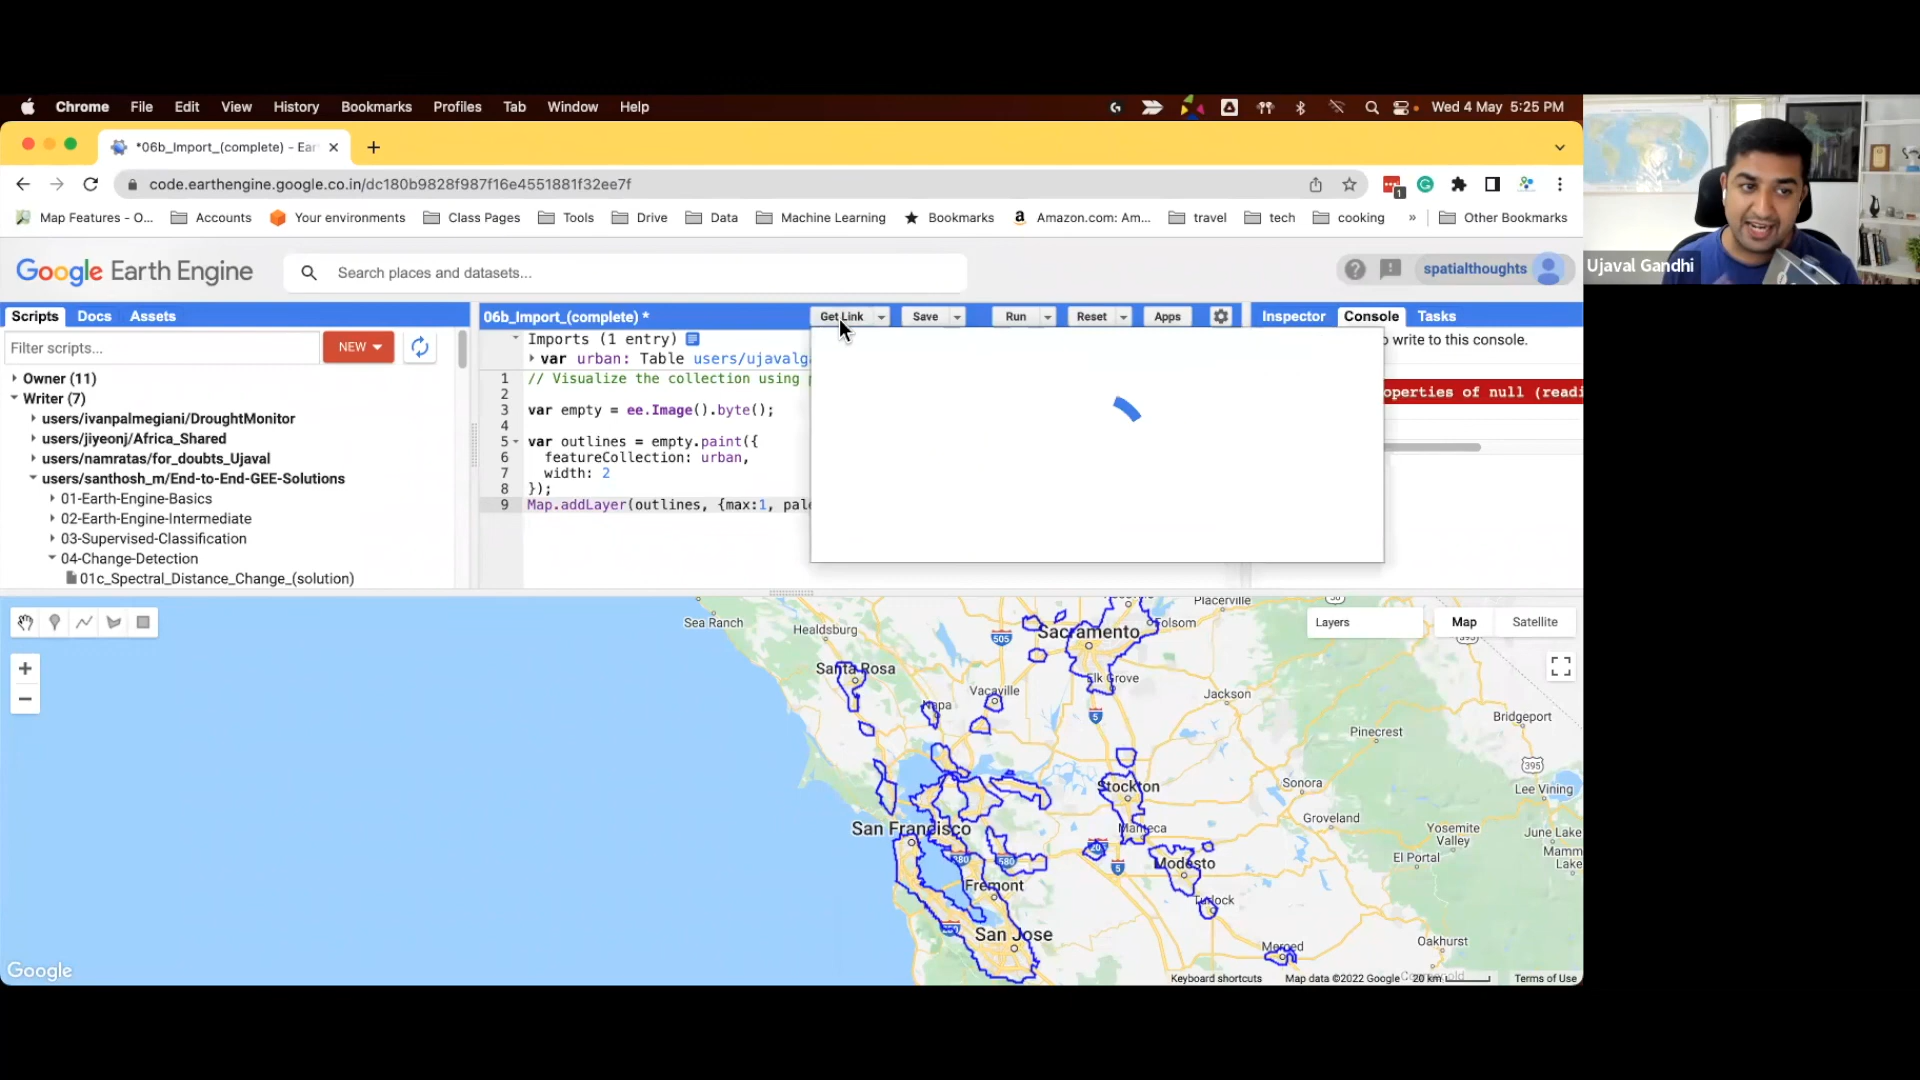 Chrome File Edit View History Bookmarks Profiles Tab Window Help Wed 4 May 5:25 PM
*06b_Import_(complete) - Ear
code.earthengine.google.co.in/dc180b9828f987f16e4551881f32ee7f
1
Map Features - O... Accounts Your environments Class Pages Tools Drive Data Machine Learning Bookmarks Amazon.com: Am... travel tech cooking » Other Bookmarks
Google Earth Engine
Search places and datasets...
spatialthoughts
Ujaval Gandhi
Scripts Docs Assets
06b_Import_(complete) *
Get Link Save Run Reset Apps
Inspector Console Tasks
Filter scripts...
NEW
Owner (11)
Writer (7)
users/ivanpalmegiani/DroughtMonitor
users/jiyeonj/Africa_Shared
users/namratas/for_doubts_Ujaval
users/santhosh_m/End-to-End-GEE-Solutions
01-Earth-Engine-Basics
02-Earth-Engine-Intermediate
03-Supervised-Classification
04-Change-Detection
01c_Spectral_Distance_Change_(solution)
Imports (1 entry)
var urban: Table users/ujavalga
1 // Visualize the collection using
2
3 var empty = ee.Image().byte();
4
5 var outlines = empty.paint({
6 featureCollection: urban,
7 width: 2
8 });
9 Map.addLayer(outlines, {max:1, pal
o write to this console.
operties of null (readi
Layers
Map Satellite
Sea Ranch
Healdsburg
Placerville
505
Sacramento
Folsom
Santa Rosa
Elk Grove
Vacaville
Napa
Jackson
5
Bridgeport
Pinecrest
395
Stockton
Sonora
Lee Vining
San Francisco
Manteca
Groveland
Yosemite
Valley
June Lake
Mamm
Lake
El Portal
580
5
Modesto
Fremont
Turlock
San Jose
Merced
Oakhurst
Google
Keyboard shortcuts Map data ©2022 Google 20 km Terms of Use